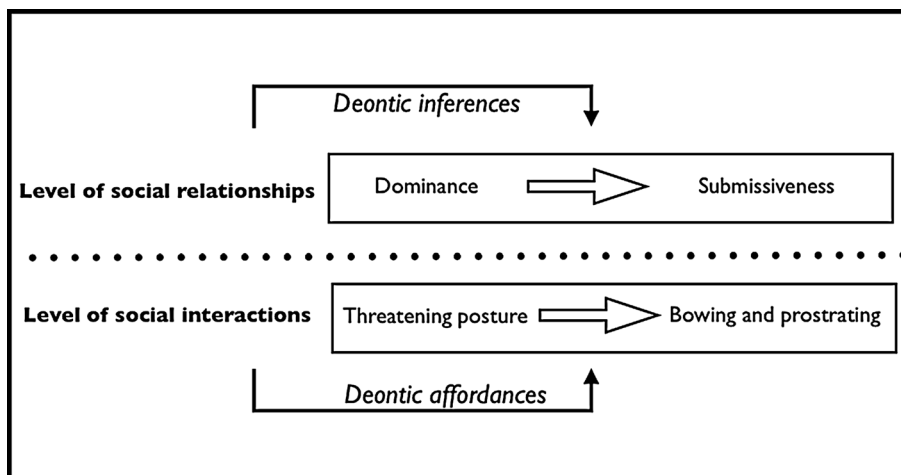 Deontic inferences
Level of social relationships
Dominance
Submissiveness
Level of social interactions
Threatening posture
Bowing and prostrating
Deontic affordances